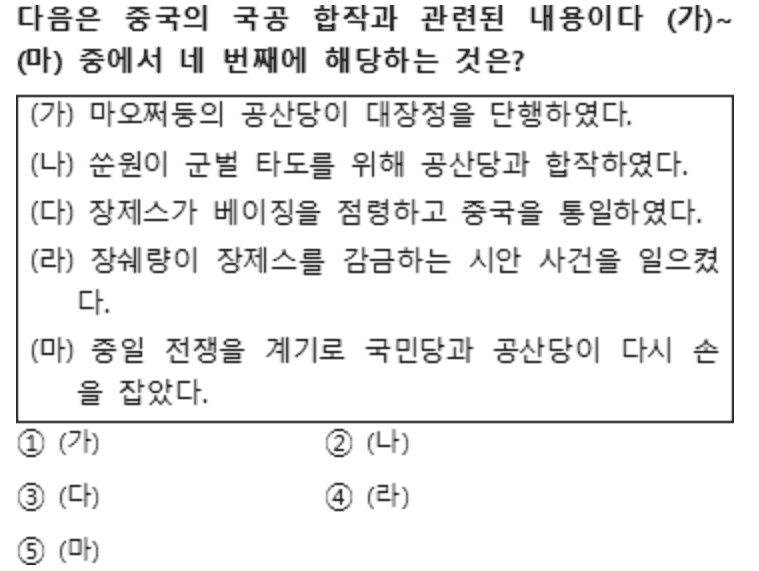 다음은 중국의 국공 합작과 관련된 내용이다 (가)~
(마) 중에서 네 번째에 해당하는 것은?
(가) 마오쩌둥의 공산당이 대장정을 단행하였다.
(나) 쑨원이 군벌 타도를 위해 공산당과 합작하였다.
(다) 장제스가 베이징을 점령하고 중국을 통일하였다.
(라) 장쉐량이 장제스를 감금하는 시안 사건을 일으켰
다.
(마) 중일 전쟁을 계기로 국민당과 공산당이 다시 손
을 잡았다.
① (가) ② (나)
③ (다) ④ (라)
⑤ (마)